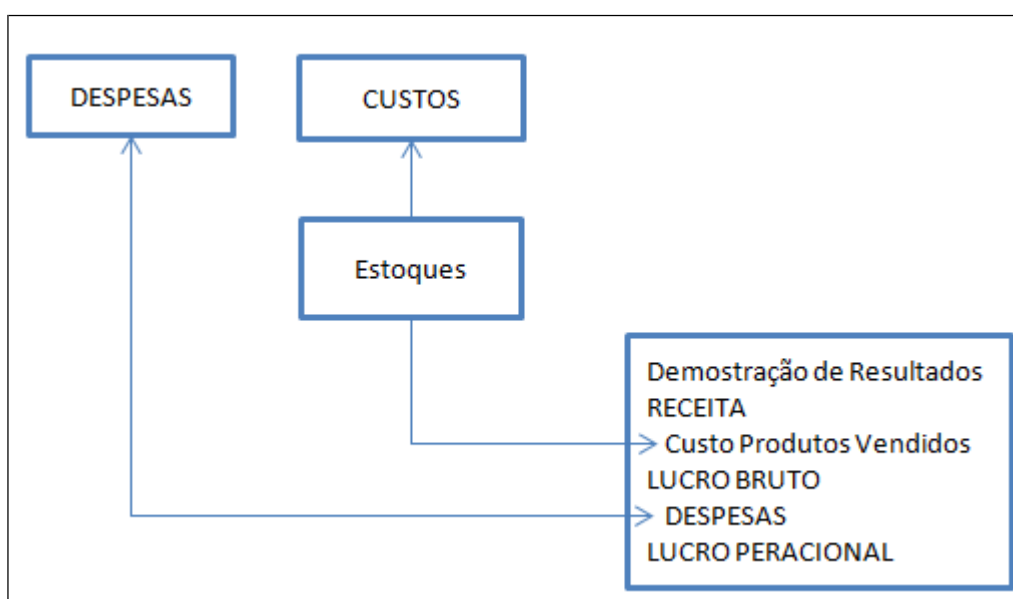 DESPESAS
CUSTOS
Estoques
Demostração de Resultados
RECEITA
Custo Produtos Vendidos
LUCRO BRUTO
DESPESAS
LUCRO PERACIONAL